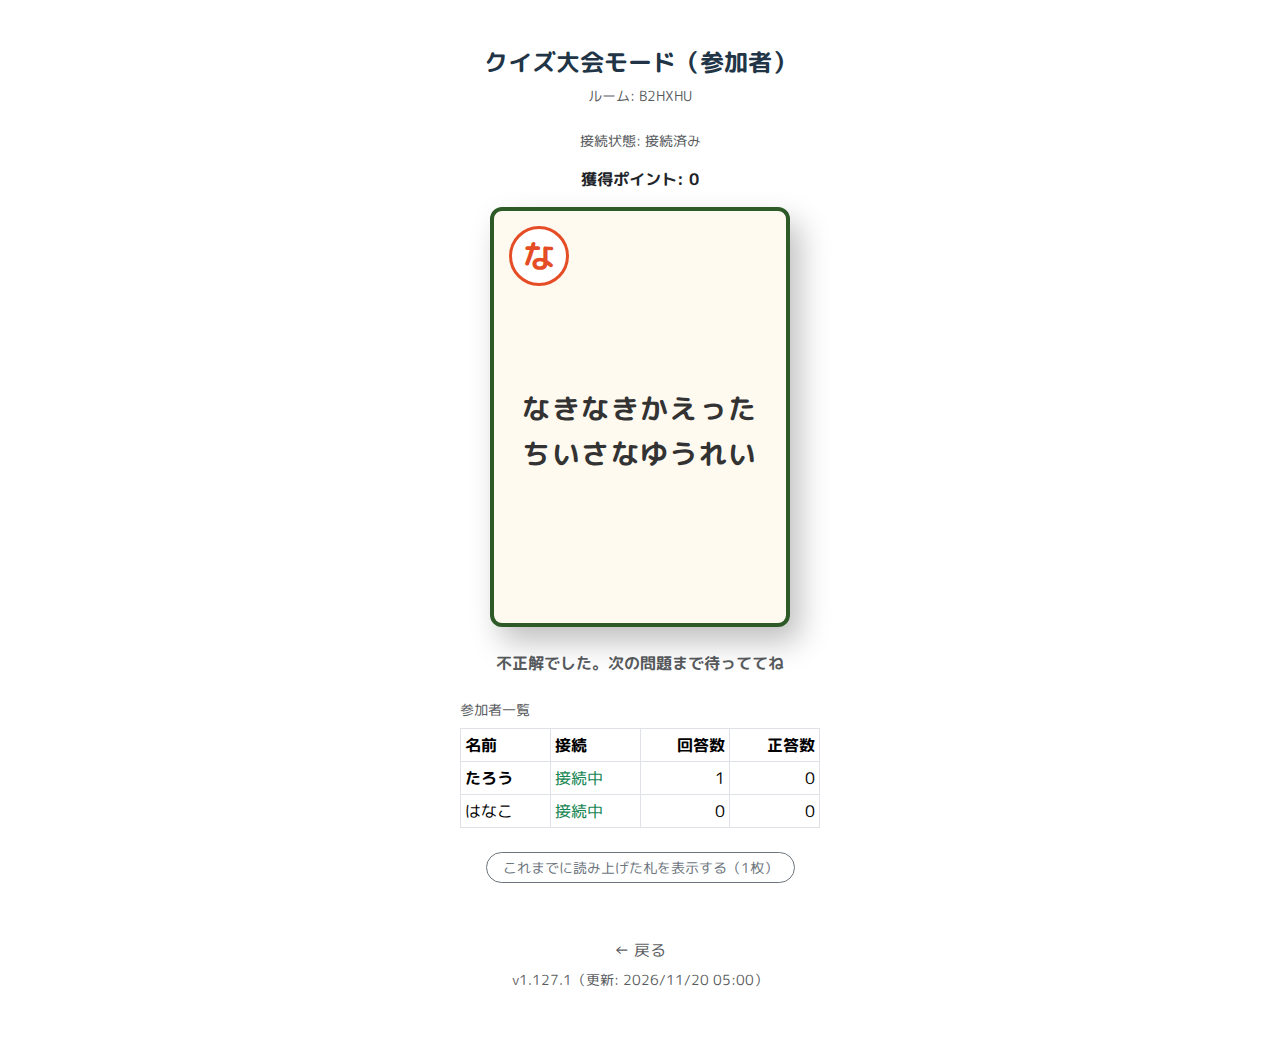 クイズ大会モード（参加者）
ルーム: B2HXHU
接続状態: 接続済み
獲得ポイント: 0
な
なきなきかえった
ちいさなゆうれい
不正解でした。次の問題まで待っててね
参加者一覧
名前 接続 回答数 正答数
たろう 接続中 1 0
はなこ 接続中 0 0
これまでに読み上げた札を表示する（1枚）
← 戻る
v1.127.1（更新: 2026/11/20 05:00）